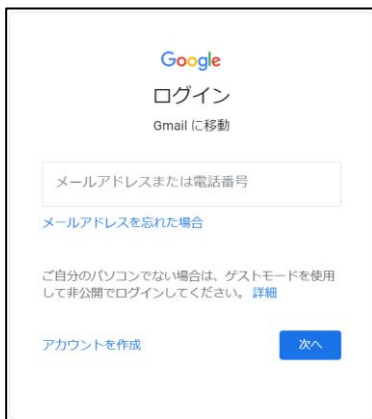 Google
ログイン
Gmail に移動
メールアドレスまたは電話番号
メールアドレスを忘れた場合
ご自分のパソコンでない場合は、ゲストモードを使用
して非公開でログインしてください。 詳細
アカウントを作成
次へ